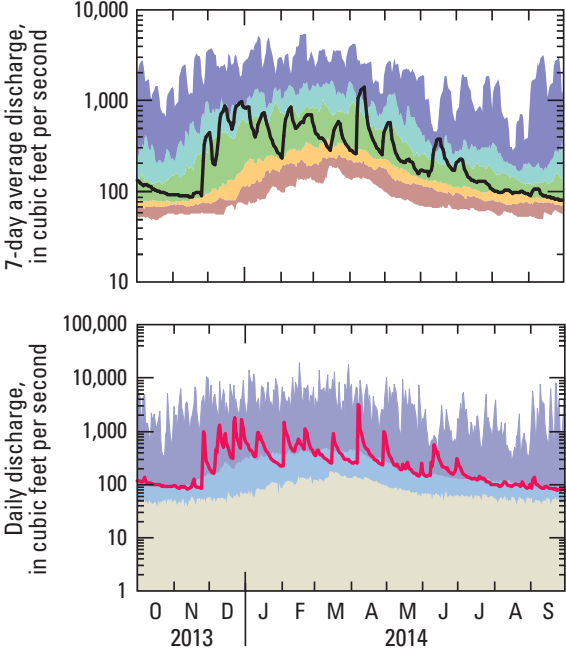 7-day average discharge,
in cubic feet per second
10,000
1,000
100
10
Daily discharge,
in cubic feet per second
100,000
10,000
1,000
100
10
1
O N D J F M A M J J A S
2013 2014